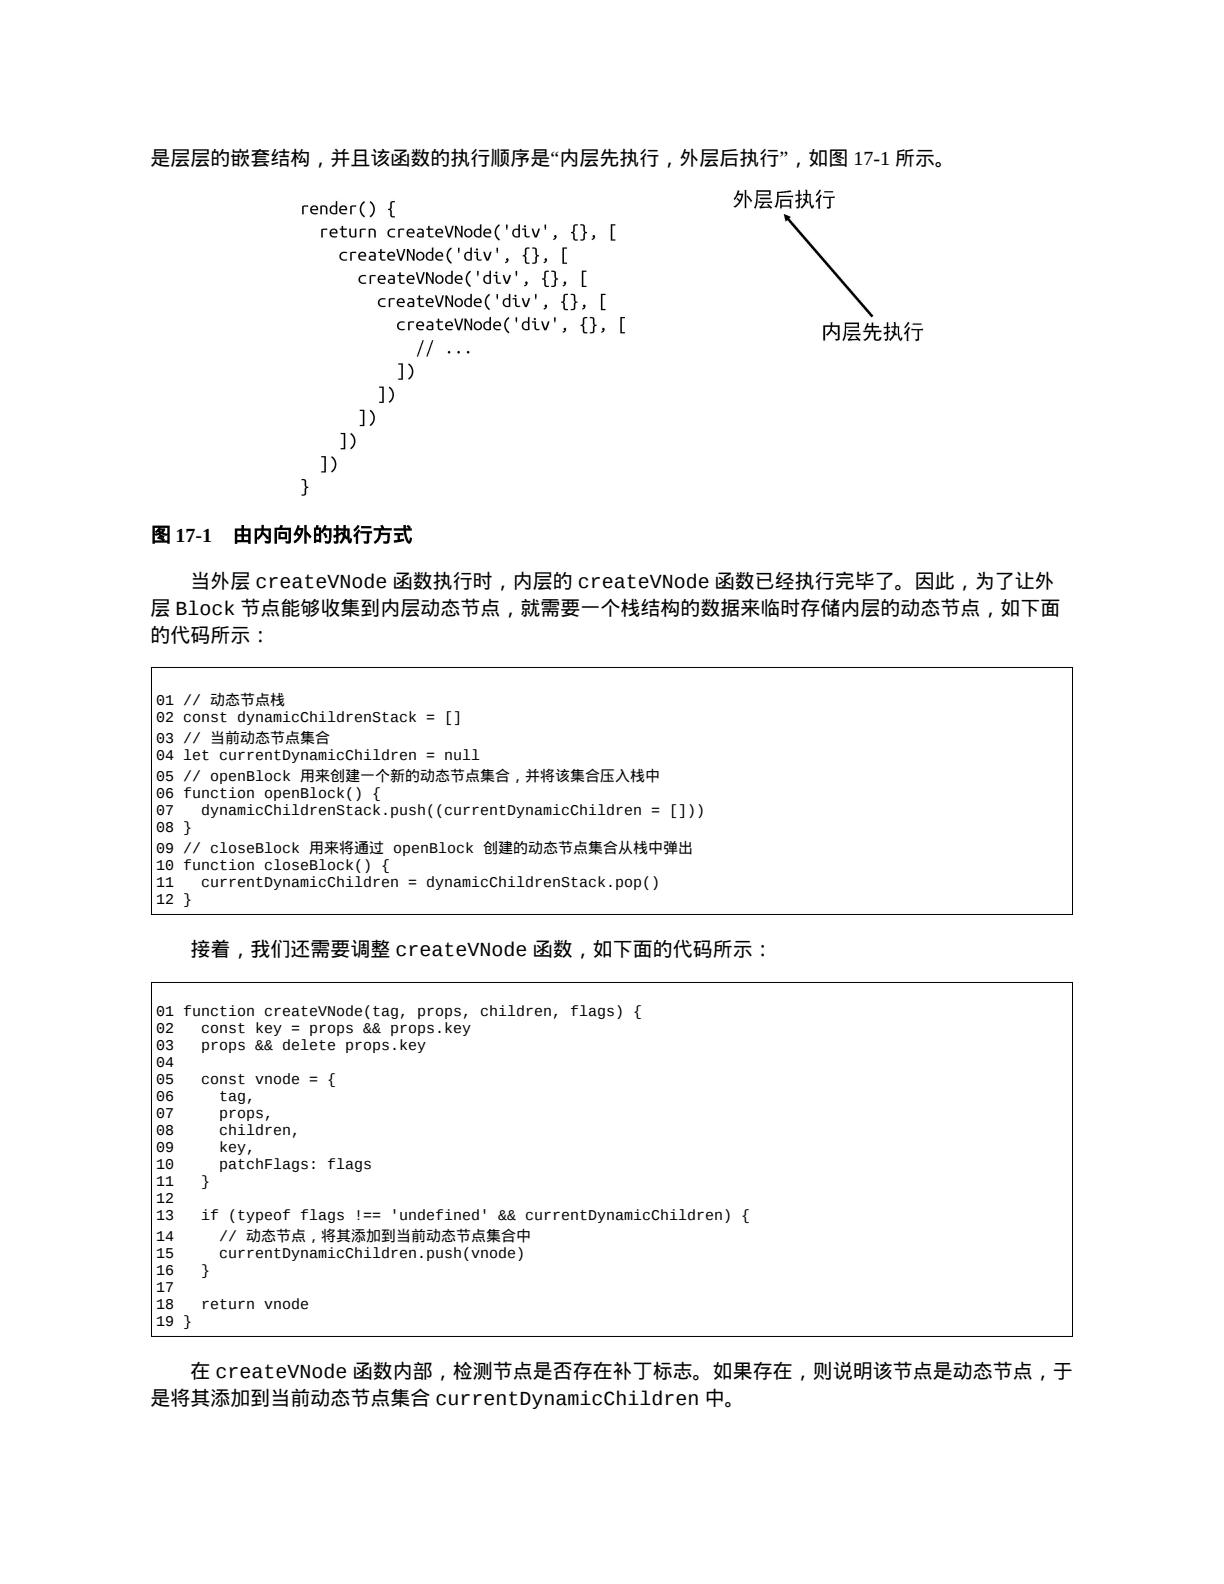 是层层的嵌套结构，并且该函数的执行顺序是“内层先执行，外层后执行”，如图 17-1 所示。
render() {
  return createVNode('div', {}, [
    createVNode('div', {}, [
      createVNode('div', {}, [
        createVNode('div', {}, [
          createVNode('div', {}, [
            // ...
          ])
        ])
      ])
    ])
  ])
}
外层后执行
内层先执行
图 17-1　由内向外的执行方式
当外层 createVNode 函数执行时，内层的 createVNode 函数已经执行完毕了。因此，为了让外
层 Block 节点能够收集到内层动态节点，就需要一个栈结构的数据来临时存储内层的动态节点，如下面
的代码所示：
01 // 动态节点栈
02 const dynamicChildrenStack = []
03 // 当前动态节点集合
04 let currentDynamicChildren = null
05 // openBlock 用来创建一个新的动态节点集合，并将该集合压入栈中
06 function openBlock() {
07   dynamicChildrenStack.push((currentDynamicChildren = []))
08 }
09 // closeBlock 用来将通过 openBlock 创建的动态节点集合从栈中弹出
10 function closeBlock() {
11   currentDynamicChildren = dynamicChildrenStack.pop()
12 }
接着，我们还需要调整 createVNode 函数，如下面的代码所示：
01 function createVNode(tag, props, children, flags) {
02   const key = props && props.key
03   props && delete props.key
04
05   const vnode = {
06     tag,
07     props,
08     children,
09     key,
10     patchFlags: flags
11   }
12
13   if (typeof flags !== 'undefined' && currentDynamicChildren) {
14     // 动态节点，将其添加到当前动态节点集合中
15     currentDynamicChildren.push(vnode)
16   }
17
18   return vnode
19 }
在 createVNode 函数内部，检测节点是否存在补丁标志。如果存在，则说明该节点是动态节点，于
是将其添加到当前动态节点集合 currentDynamicChildren 中。